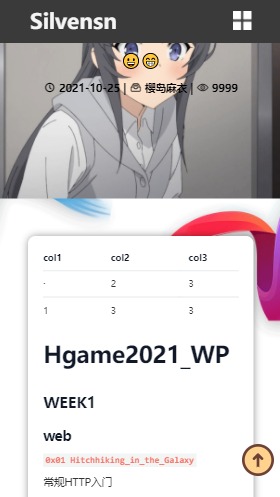 Silvensn
😀😁
2021-10-25 | 樱岛麻衣 | 9999
col1 col2 col3
· 2 3
1 3 3
Hgame2021_WP
WEEK1
web
0x01 Hitchhiking_in_the_Galaxy
常规HTTP入门